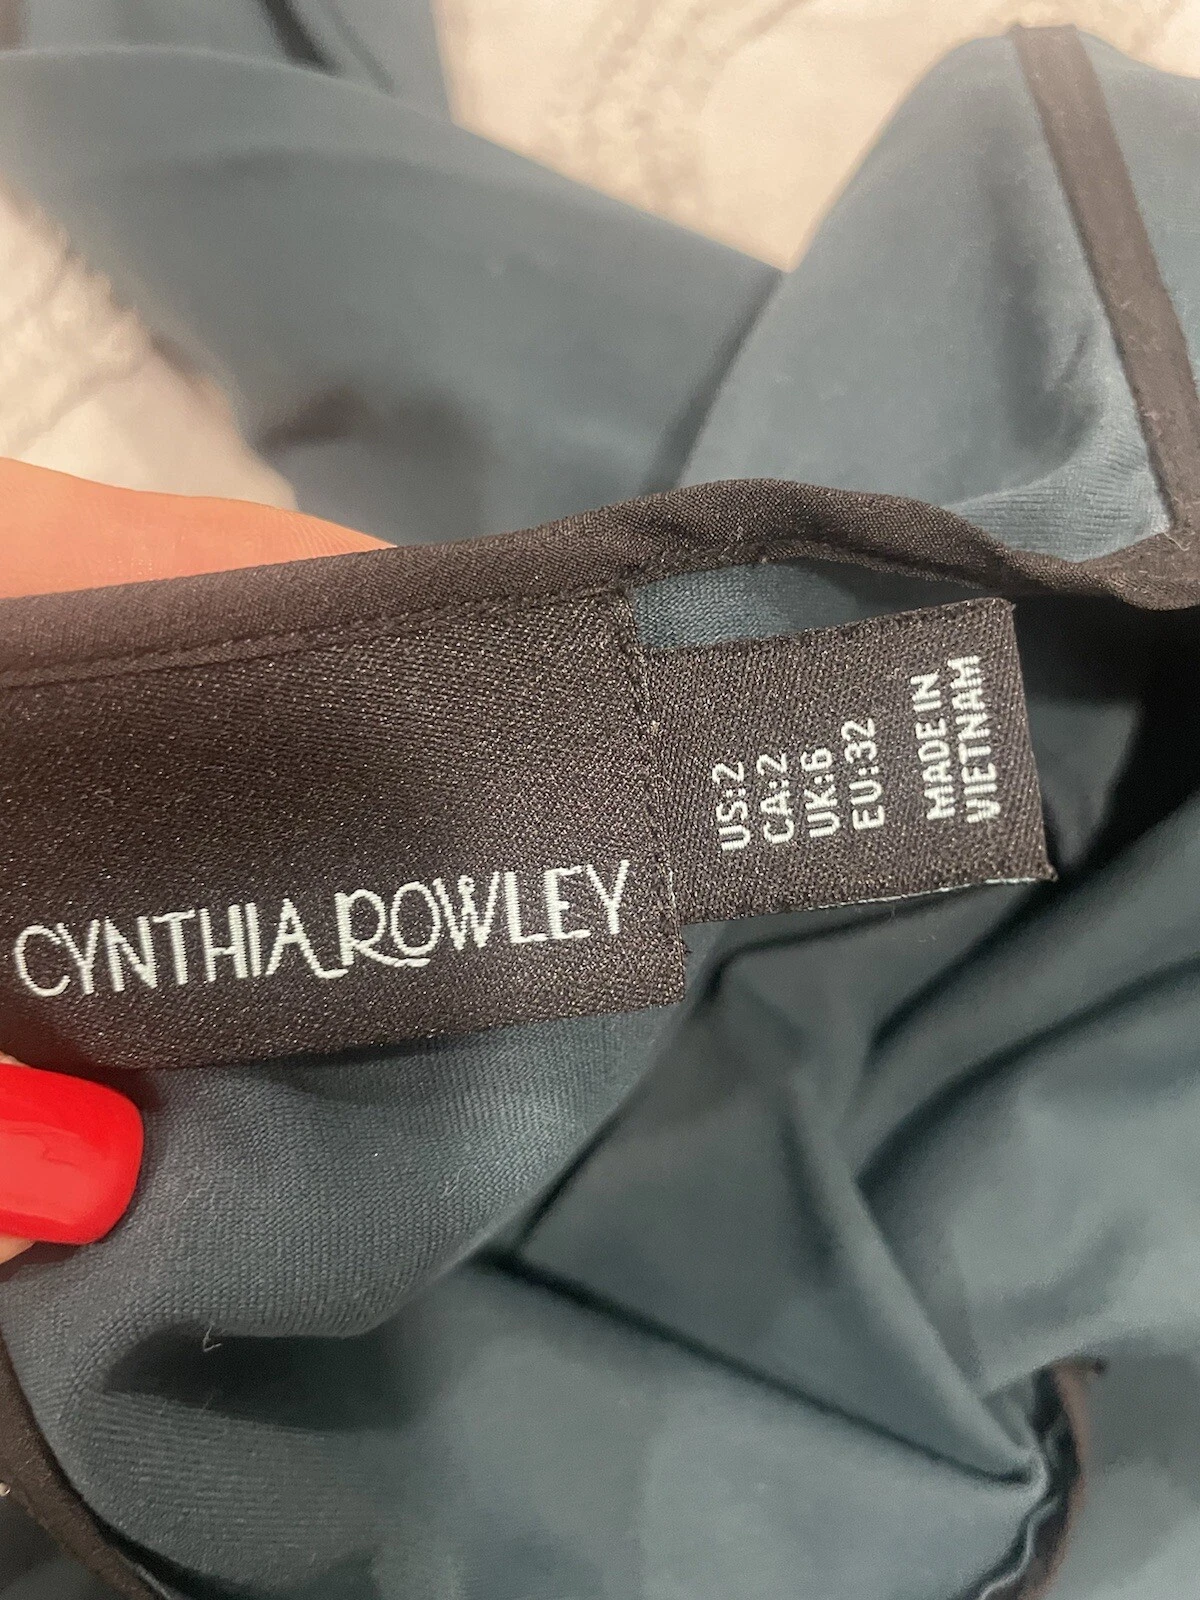 CYNTHIA ROWLEY
US:2
CA:2
UK:6
EU:32
MADE IN
VIETNAM